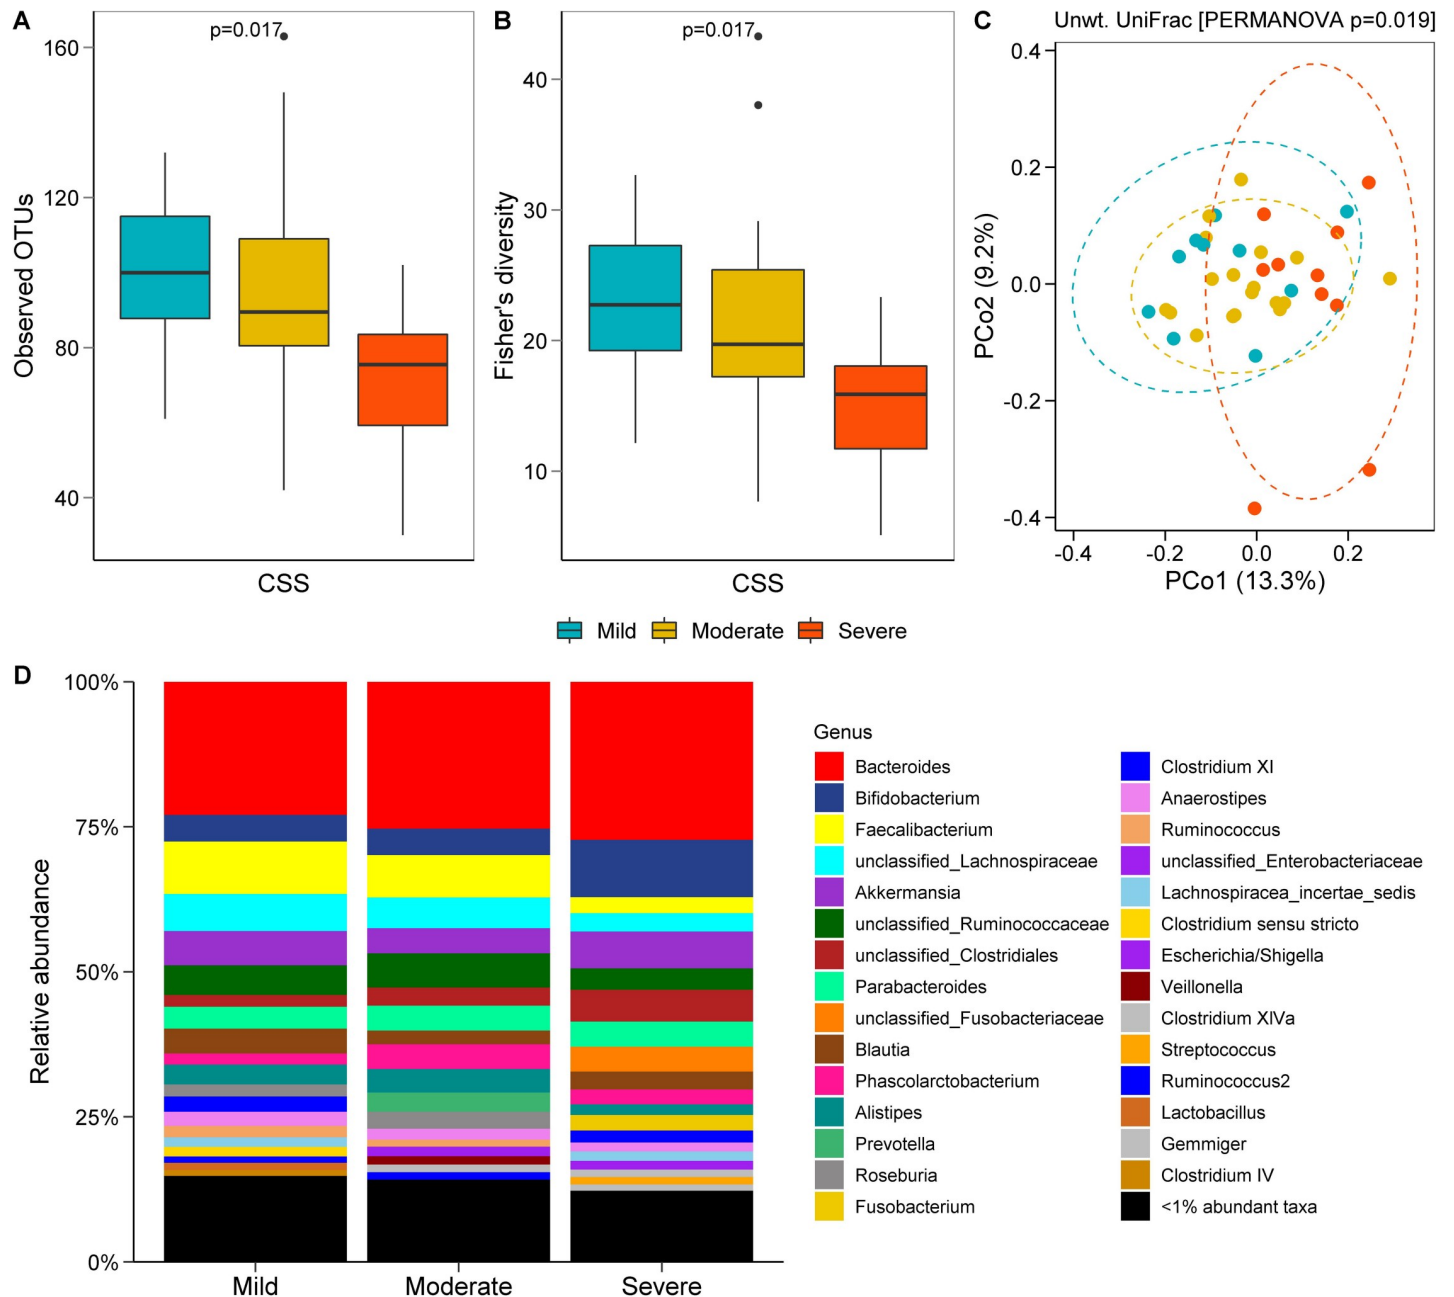 A
p=0.017
160
120
80
40
Observed OTUs
CSS
B
p=0.017
40
30
20
10
Fisher's diversity
CSS
C
Unwt. UniFrac [PERMANOVA p=0.019]
0.4
0.2
0.0
-0.2
-0.4
PCo2 (9.2%)
-0.4 -0.2 0.0 0.2
PCo1 (13.3%)
Mild Moderate Severe
D
100%
75%
50%
25%
0%
Relative abundance
Mild Moderate Severe
Genus
Bacteroides
Bifidobacterium
Faecalibacterium
unclassified_Lachnospiraceae
Akkermansia
unclassified_Ruminococcaceae
unclassified_Clostridiales
Parabacteroides
unclassified_Fusobacteriaceae
Blautia
Phascolarctobacterium
Alistipes
Prevotella
Roseburia
Fusobacterium
Clostridium XI
Anaerostipes
Ruminococcus
unclassified_Enterobacteriaceae
Lachnospiracea_incertae_sedis
Clostridium sensu stricto
Escherichia/Shigella
Veillonella
Clostridium XIVa
Streptococcus
Ruminococcus2
Lactobacillus
Gemmiger
Clostridium IV
<1% abundant taxa